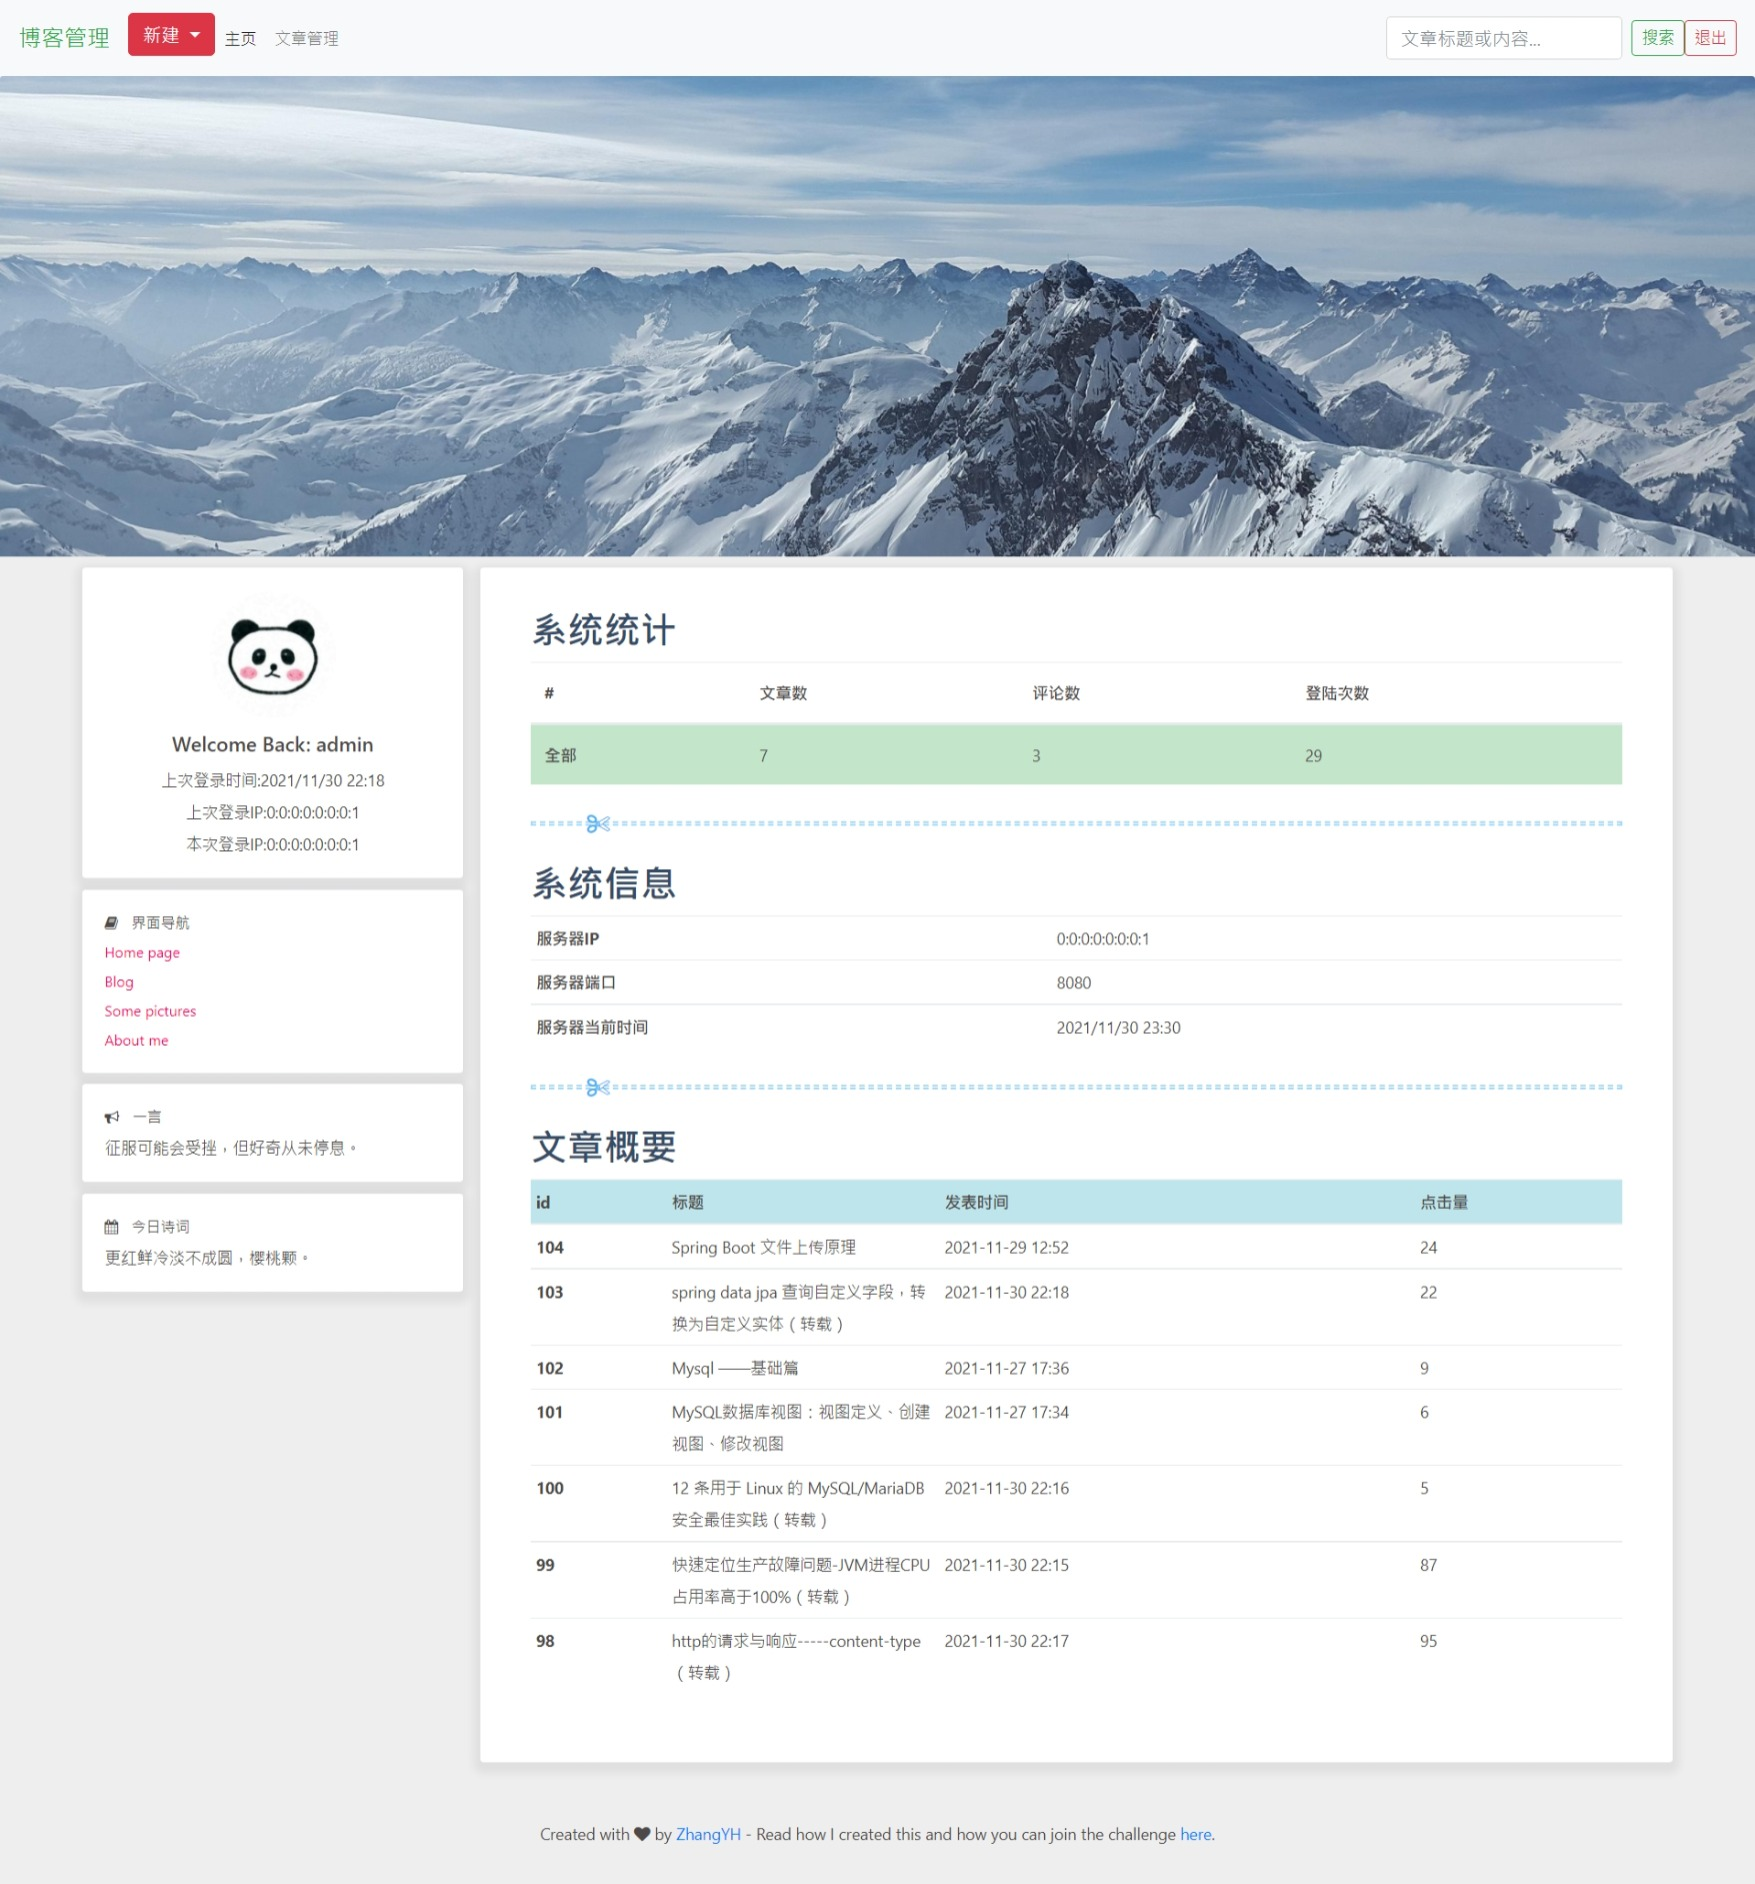 博客管理 新建 主页 文章管理 文章标题或内容... 搜索 退出
Welcome Back: admin
上次登录时间:2021/11/30 22:18
上次登录IP:0:0:0:0:0:0:0:1
本次登录IP:0:0:0:0:0:0:0:1
界面导航
Home page
Blog
Some pictures
About me
一言
征服可能会受挫，但好奇从未停息。
今日诗词
更红鲜冷淡不成圆，樱桃颗。
系统统计
# 文章数 评论数 登陆次数
全部 7 3 29
系统信息
服务器IP 0:0:0:0:0:0:0:1
服务器端口 8080
服务器当前时间 2021/11/30 23:30
文章概要
id 标题 发表时间 点击量
104 Spring Boot 文件上传原理 2021-11-29 12:52 24
103 spring data jpa 查询自定义字段，转 2021-11-30 22:18 22
换为自定义实体（转载）
102 Mysql ——基础篇 2021-11-27 17:36 9
101 MySQL数据库视图：视图定义、创建 2021-11-27 17:34 6
视图、修改视图
100 12 条用于 Linux 的 MySQL/MariaDB 2021-11-30 22:16 5
安全最佳实践（转载）
99 快速定位生产故障问题-JVM进程CPU 2021-11-30 22:15 87
占用率高于100%（转载）
98 http的请求与响应-----content-type 2021-11-30 22:17 95
（转载）
Created with by ZhangYH - Read how I created this and how you can join the challenge here.